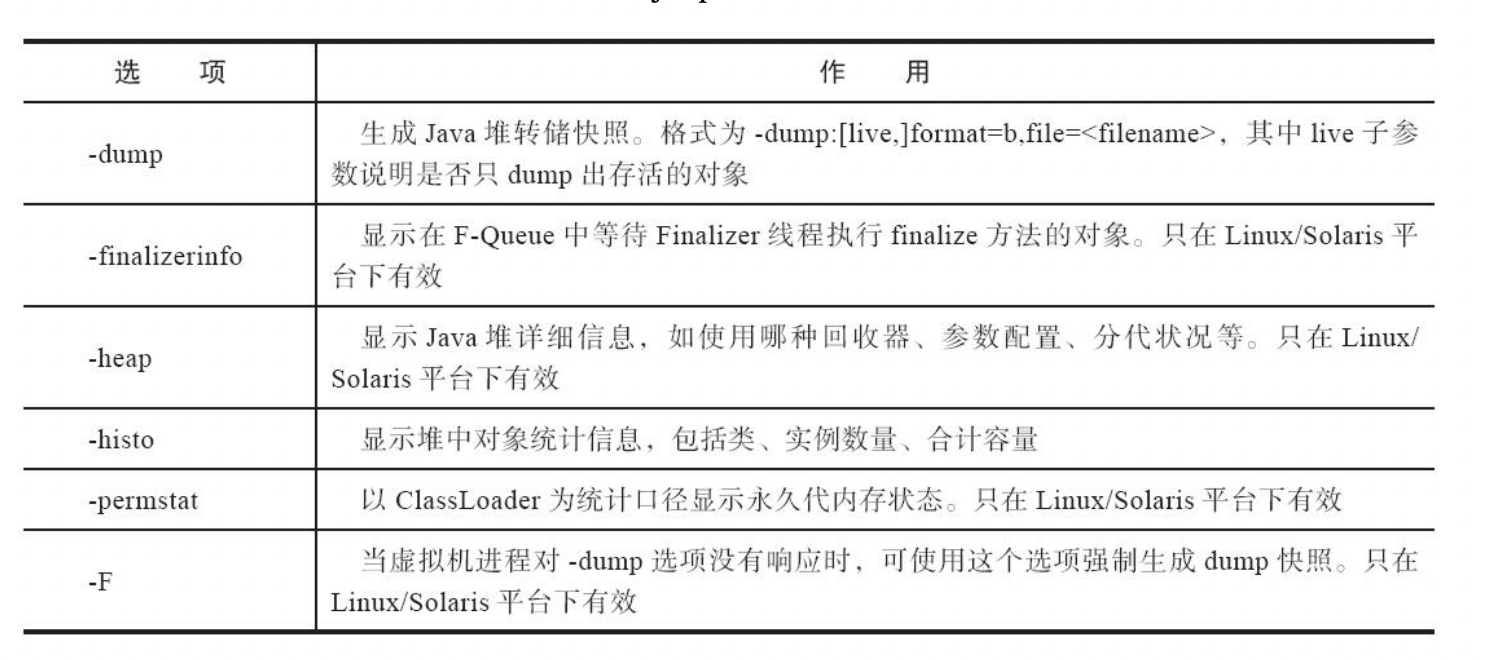 选 项
作 用
-dump
生成 Java 堆转储快照。格式为 -dump:[live,]format=b,file=<filename>，其中 live 子参
数说明是否只 dump 出存活的对象
-finalizerinfo
显示在 F-Queue 中等待 Finalizer 线程执行 finalize 方法的对象。只在 Linux/Solaris 平
台下有效
-heap
显示 Java 堆详细信息，如使用哪种回收器、参数配置、分代状况等。只在 Linux/
Solaris 平台下有效
-histo
显示堆中对象统计信息，包括类、实例数量、合计容量
-permstat
以 ClassLoader 为统计口径显示永久代内存状态。只在 Linux/Solaris 平台下有效
-F
当虚拟机进程对 -dump 选项没有响应时，可使用这个选项强制生成 dump 快照。只在
Linux/Solaris 平台下有效